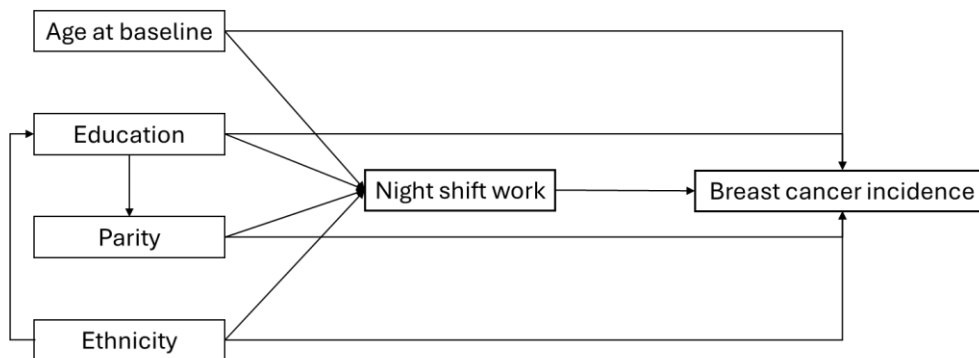 Age at baseline
Education
Night shift work
Breast cancer incidence
Parity
Ethnicity